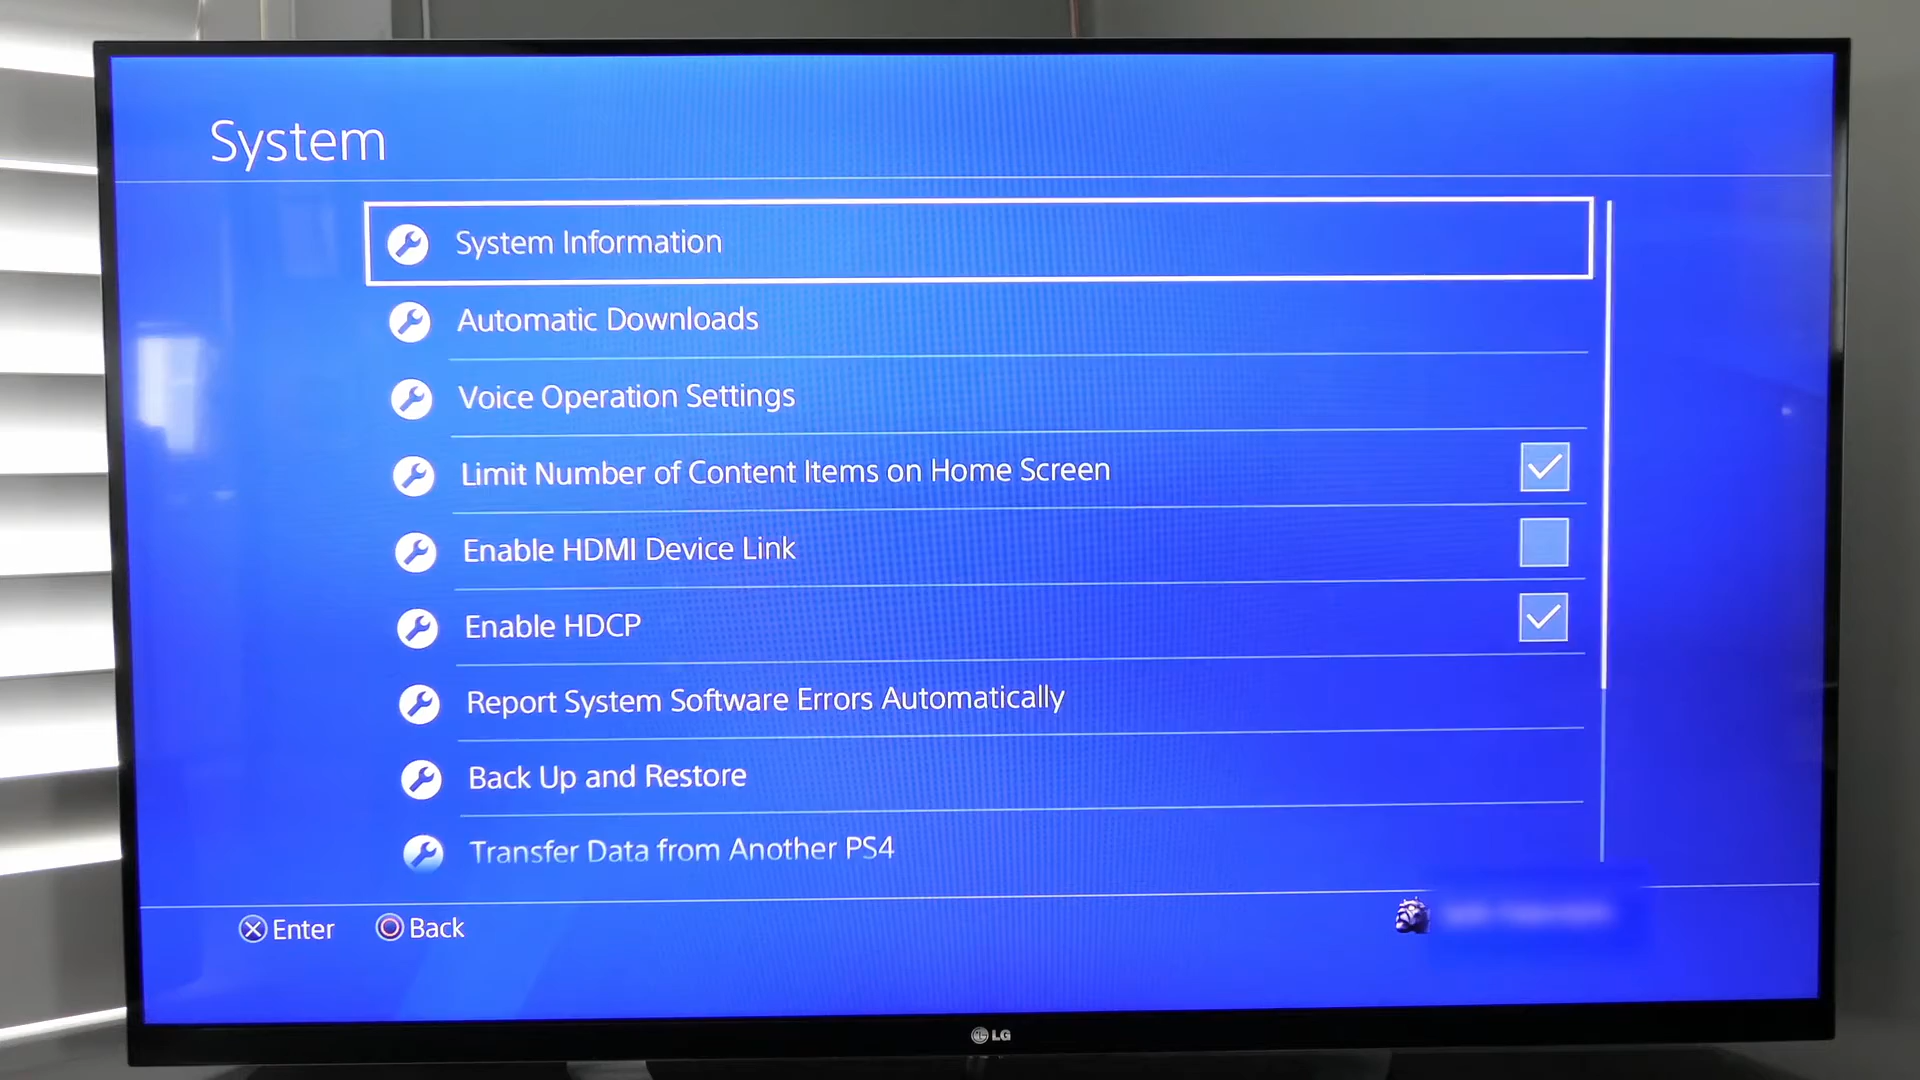 System
System Information
Automatic Downloads
Voice Operation Settings
Limit Number of Content Items on Home Screen
Enable HDMI Device Link
Enable HDCP
Report System Software Errors Automatically
Back Up and Restore
Transfer Data from Another PS4
Enter Back
LG